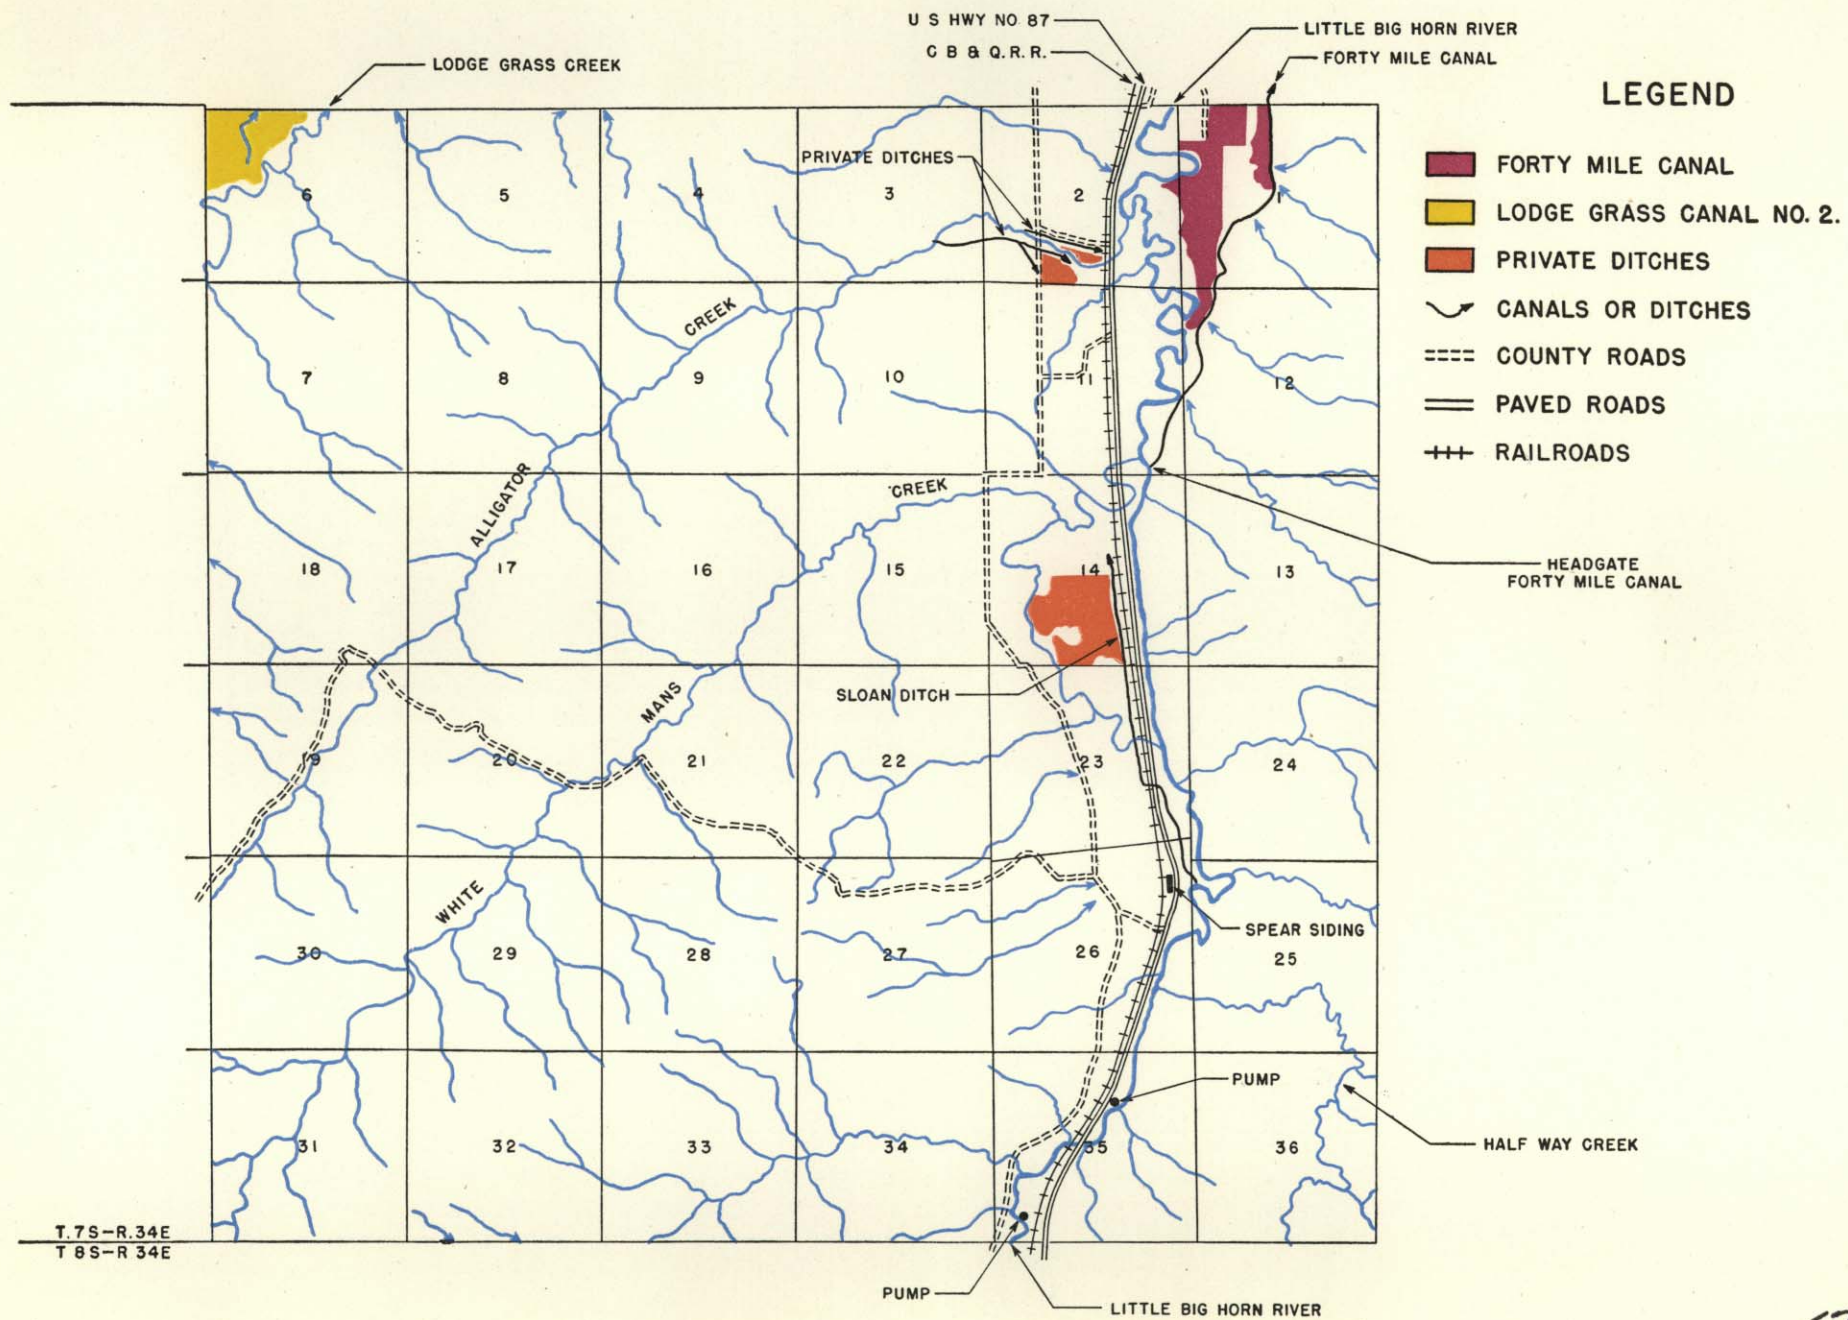 U S HWY NO 87
LITTLE BIG HORN RIVER
C B & Q. R. R.
FORTY MILE CANAL
LODGE GRASS CREEK
LEGEND
FORTY MILE CANAL
LODGE GRASS CANAL NO. 2.
PRIVATE DITCHES
CANALS OR DITCHES
COUNTY ROADS
PAVED ROADS
RAILROADS
PRIVATE DITCHES
6 5 4 3 2 1
CREEK
7 8 9 10 11 12
ALLIGATOR
CREEK
HEADGATE
FORTY MILE CANAL
18 17 16 15 14 13
SLOAN DITCH
MANS
19 20 21 22 23 24
WHITE
SPEAR SIDING
30 29 28 27 26 25
PUMP
31 32 33 34 35 36
HALF WAY CREEK
T. 7S-R. 34E
T 8S-R 34E
PUMP
LITTLE BIG HORN RIVER